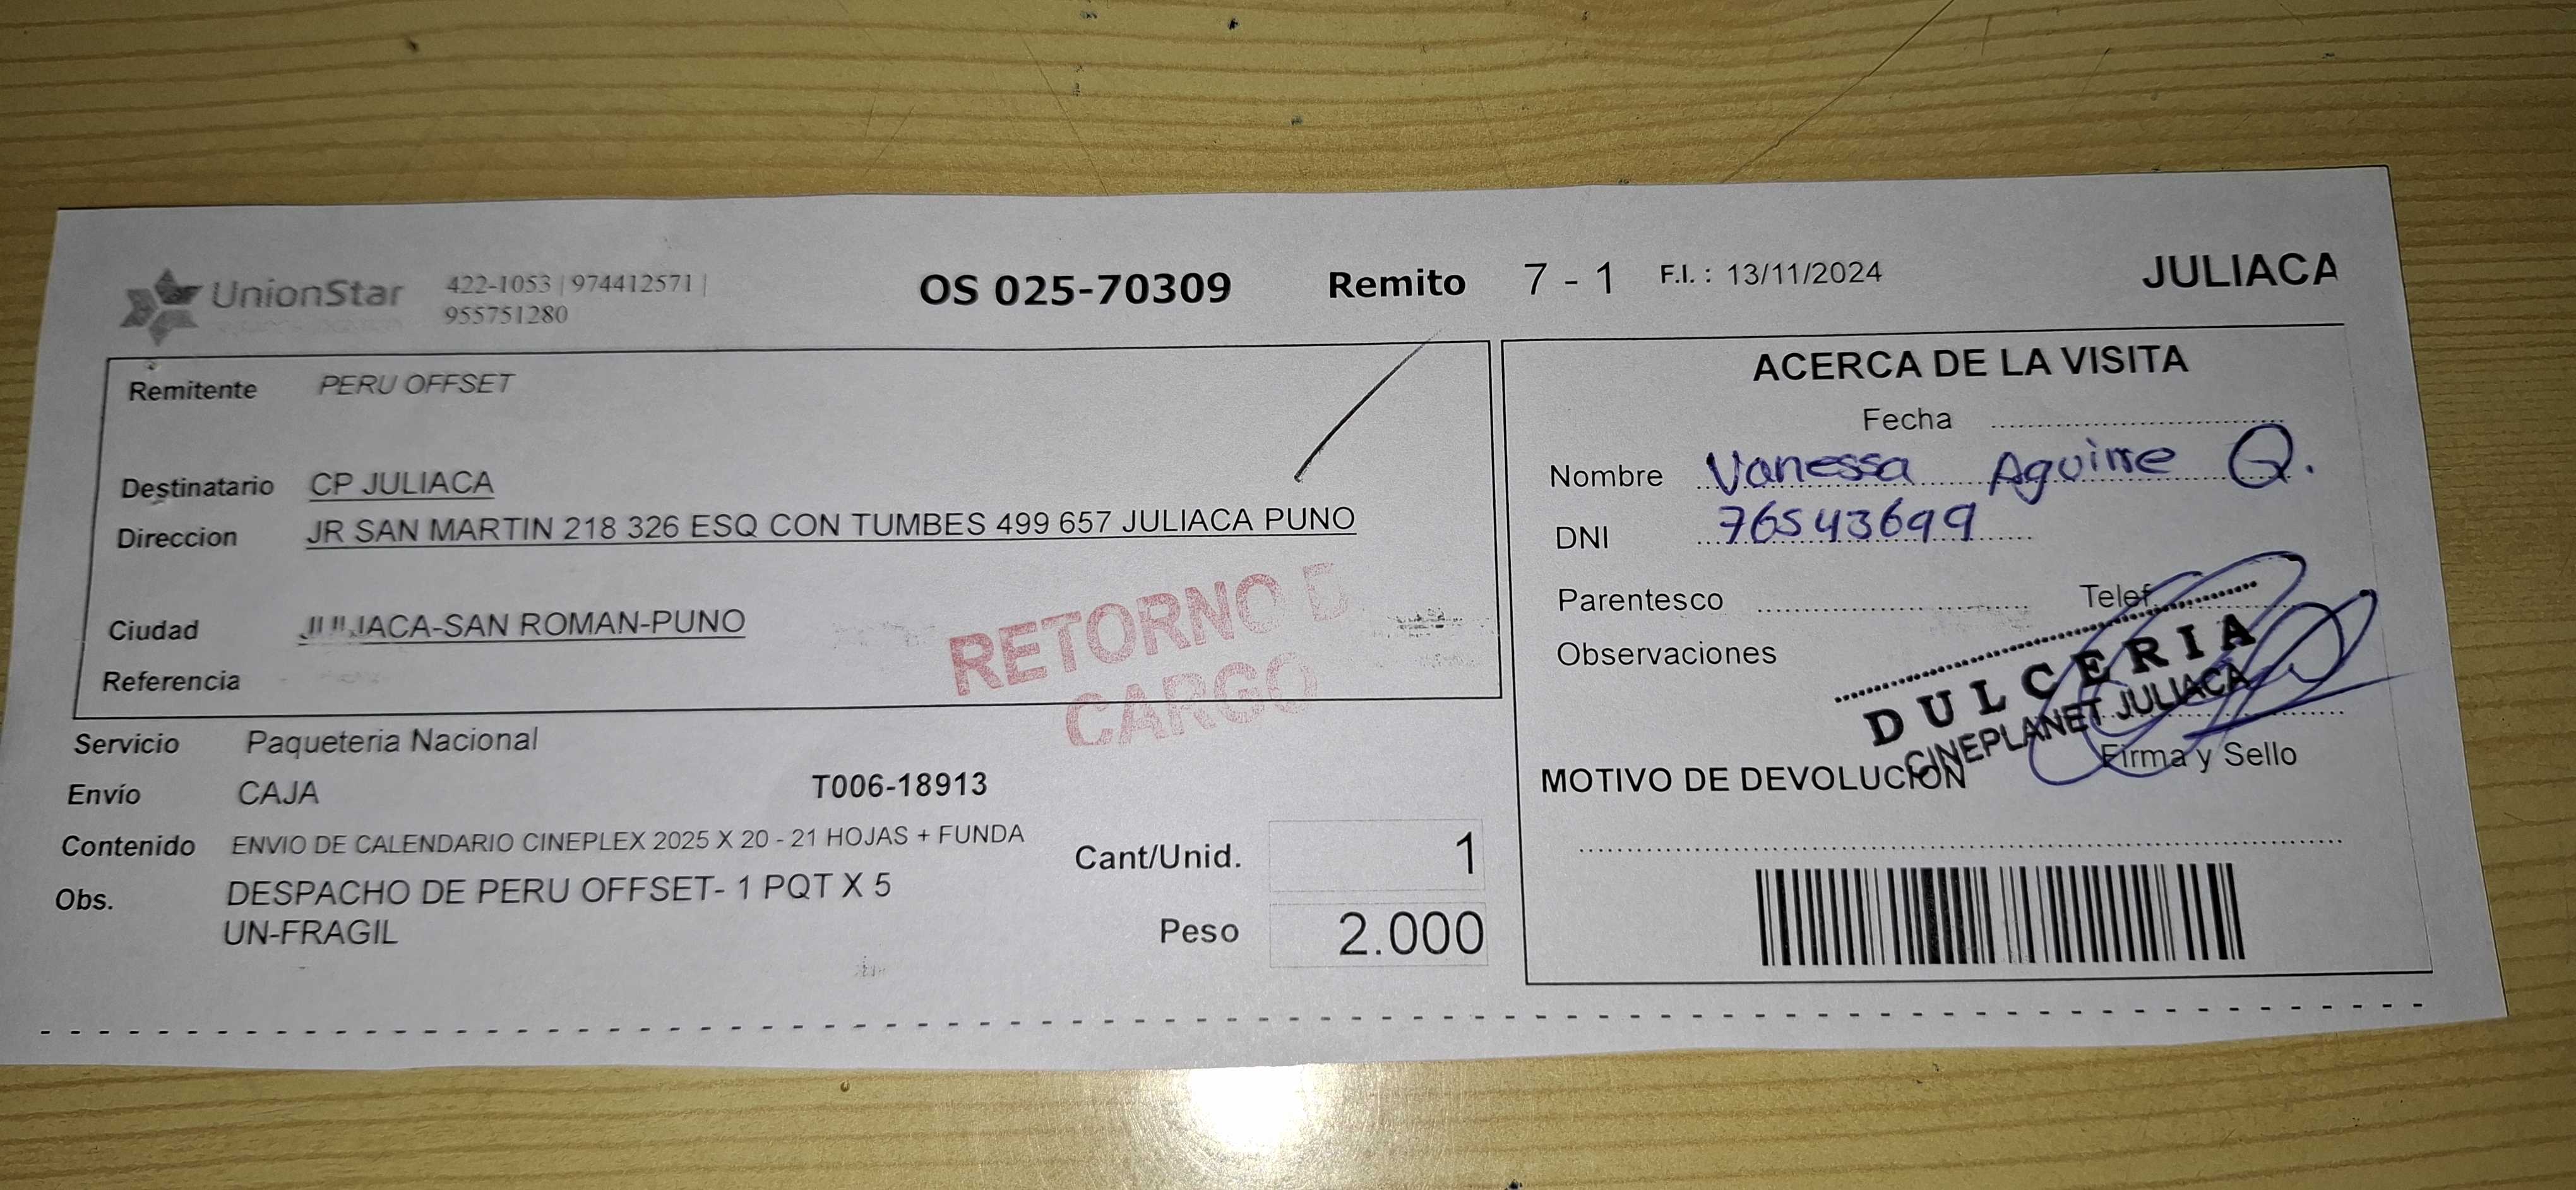 UnionStar
422-1053 | 974412571 |
955751280
OS 025-70309
Remito 7 - 1
F.I. : 13/11/2024
JULIACA
Remitente PERU OFFSET
Destinatario CP JULIACA
Direccion JR SAN MARTIN 218 326 ESQ CON TUMBES 499 657 JULIACA PUNO
Ciudad JULIACA-SAN ROMAN-PUNO
Referencia
RETORNO D
CARGO
Servicio Paqueteria Nacional
Envío CAJA
T006-18913
Contenido ENVIO DE CALENDARIO CINEPLEX 2025 X 20 - 21 HOJAS + FUNDA
Obs. DESPACHO DE PERU OFFSET- 1 PQT X 5
UN-FRAGIL
Cant/Unid. 1
Peso 2.000
ACERCA DE LA VISITA
Fecha
Nombre Vanessa Aguirre Q.
DNI 76543699
Parentesco Telef.
Observaciones
DULCERIA
CINEPLANET JULIACA
Firma y Sello
MOTIVO DE DEVOLUCION